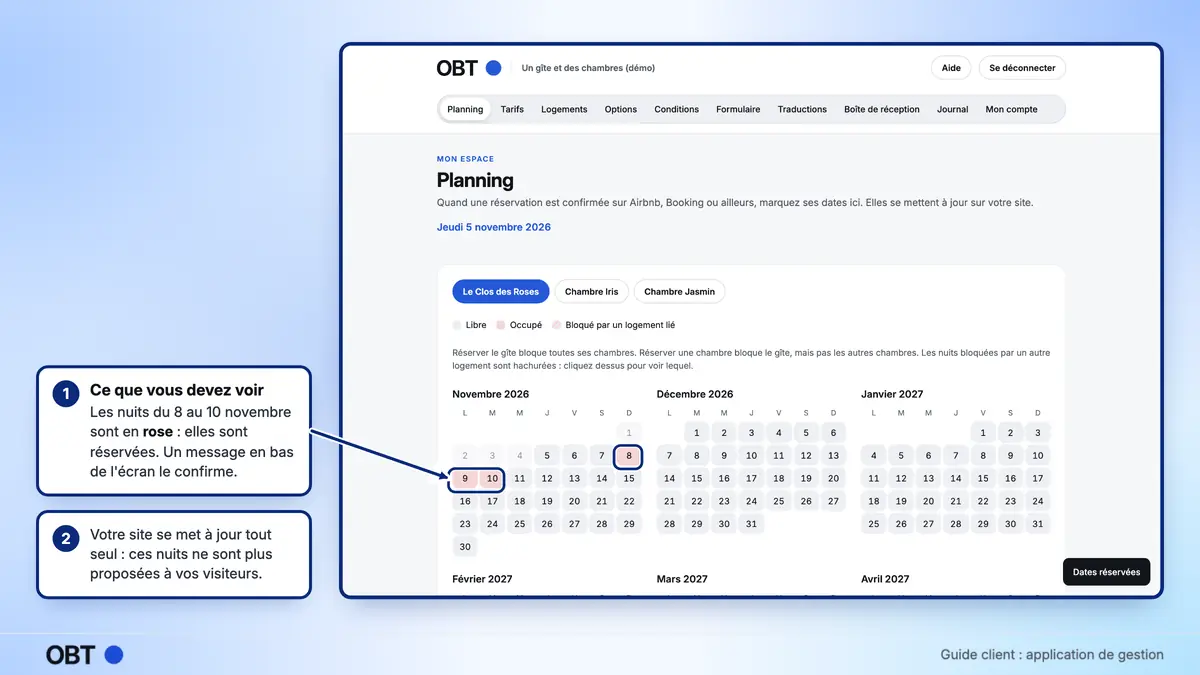 OBT
Un gîte et des chambres (démo)
Aide
Se déconnecter
Planning Tarifs Logements Options Conditions Formulaire Traductions Boîte de réception Journal Mon compte
MON ESPACE
Planning
Quand une réservation est confirmée sur Airbnb, Booking ou ailleurs, marquez ses dates ici. Elles se mettent à jour sur votre site.
Jeudi 5 novembre 2026
Le Clos des Roses Chambre Iris Chambre Jasmin
Libre Occupé Bloqué par un logement lié
Réserver le gîte bloque toutes ses chambres. Réserver une chambre bloque le gîte, mais pas les autres chambres. Les nuits bloquées par un autre
logement sont hachurées : cliquez dessus pour voir lequel.
Novembre 2026
L M M J V S D
1
2 3 4 5 6 7 8
9 10 11 12 13 14 15
16 17 18 19 20 21 22
23 24 25 26 27 28 29
30
Décembre 2026
L M M J V S D
1 2 3 4 5 6
7 8 9 10 11 12 13
14 15 16 17 18 19 20
21 22 23 24 25 26 27
28 29 30 31
Janvier 2027
L M M J V S D
1 2 3
4 5 6 7 8 9 10
11 12 13 14 15 16 17
18 19 20 21 22 23 24
25 26 27 28 29 30 31
Février 2027
Mars 2027
Avril 2027
Dates réservées
1 Ce que vous devez voir
Les nuits du 8 au 10 novembre
sont en rose : elles sont
réservées. Un message en bas
de l'écran le confirme.
2 Votre site se met à jour tout
seul : ces nuits ne sont plus
proposées à vos visiteurs.
OBT
Guide client : application de gestion